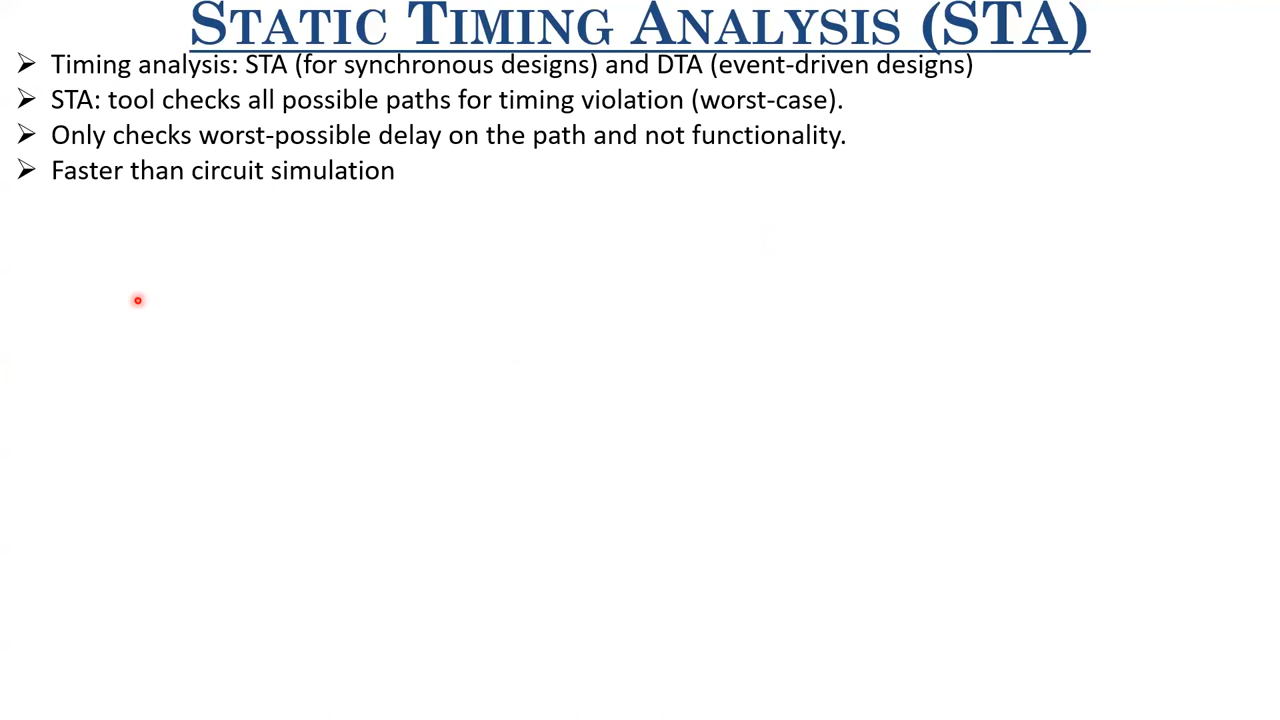 STATIC TIMING ANALYSIS (STA)
➢ Timing analysis: STA (for synchronous designs) and DTA (event-driven designs)
➢ STA: tool checks all possible paths for timing violation (worst-case).
➢ Only checks worst-possible delay on the path and not functionality.
➢ Faster than circuit simulation